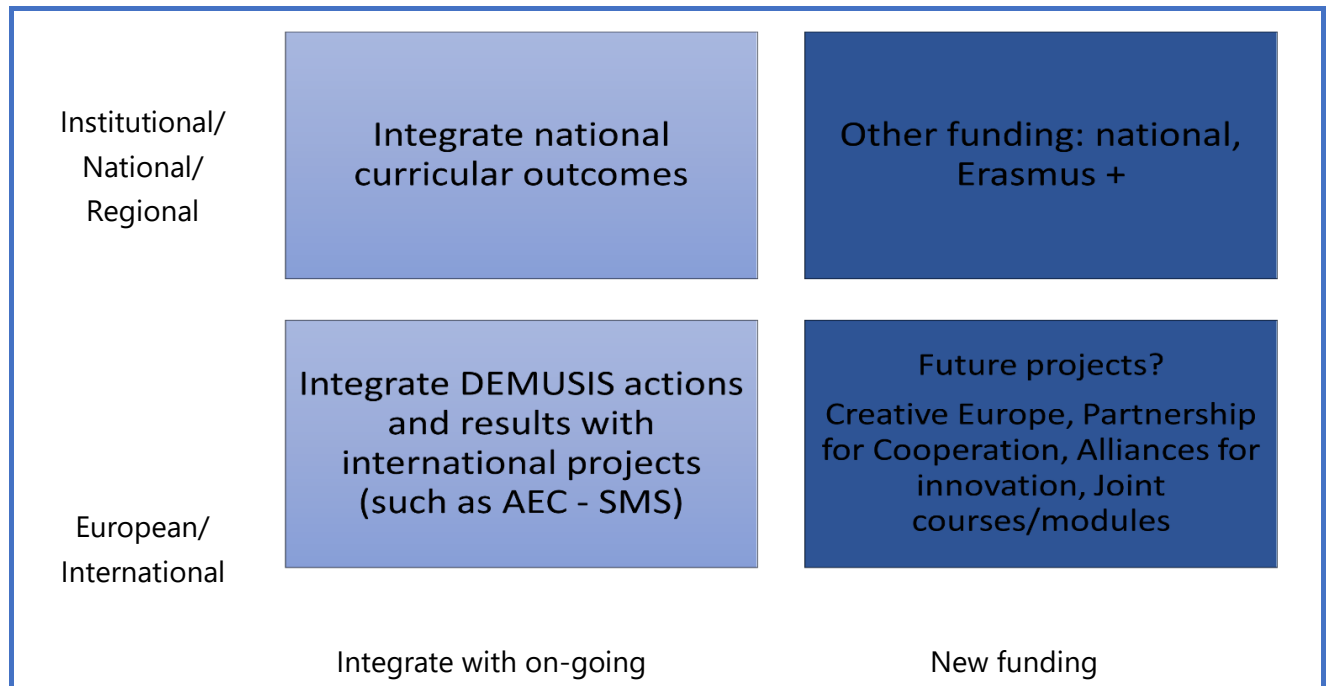 Institutional/
National/
Regional
Integrate national
curricular outcomes
Other funding: national,
Erasmus +
European/
International
Integrate DEMUSIS actions
and results with
international projects
(such as AEC - SMS)
Future projects?
Creative Europe, Partnership
for Cooperation, Alliances for
innovation, Joint
courses/modules
Integrate with on-going
New funding